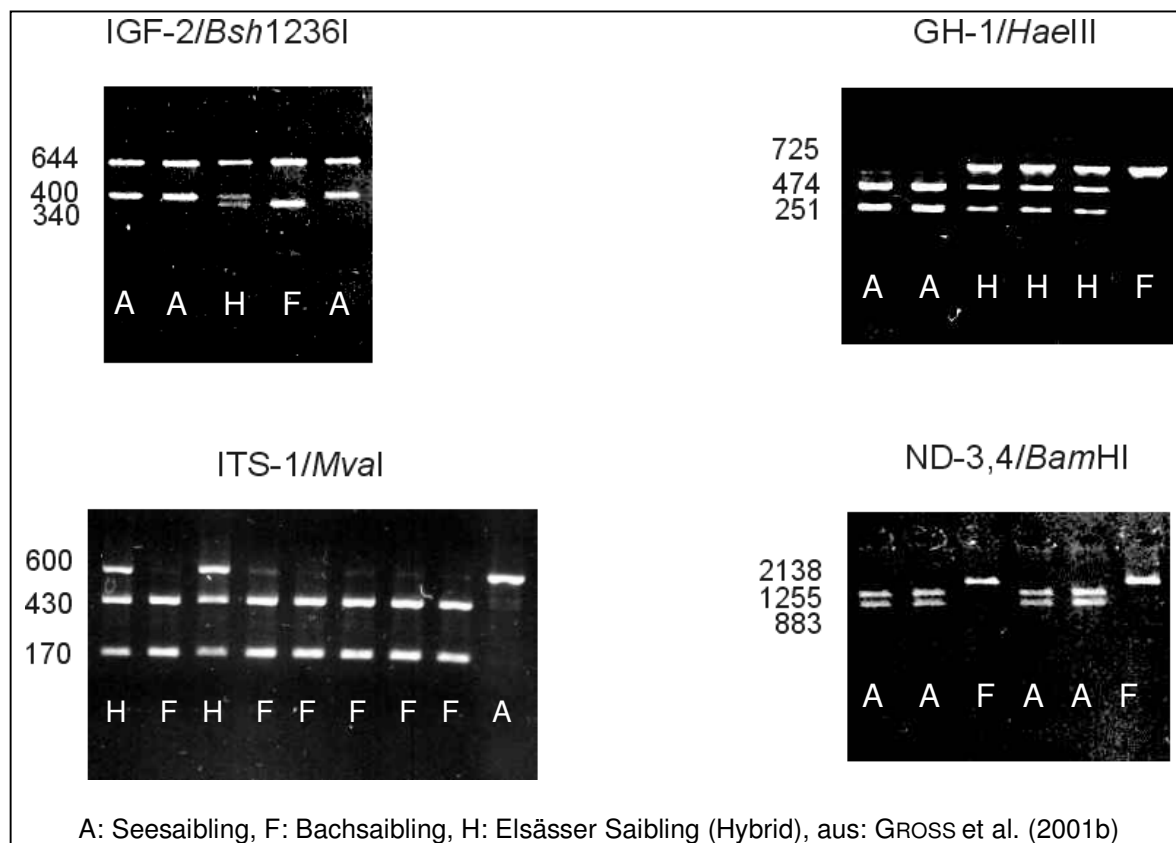 IGF-2/Bsh1236I
GH-1/HaeIII
644
400
340
A A H F A
725
474
251
A A H H H F
ITS-1/MvaI
ND-3,4/BamHI
600
430
170
H F H F F F F F A
2138
1255
883
A A F A A F
A: Seesaibling, F: Bachsaibling, H: Elsässer Saibling (Hybrid), aus: GROSS et al. (2001b)